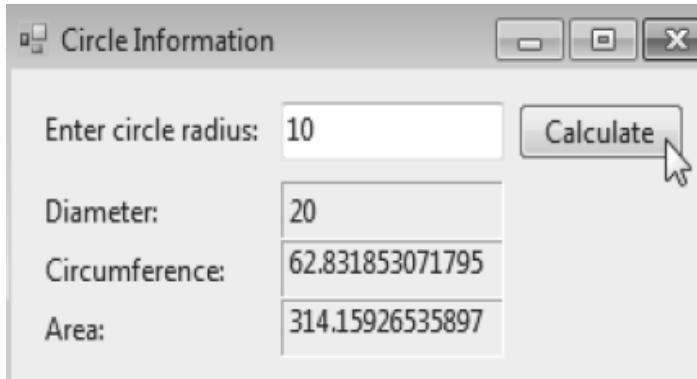 Circle Information
Enter circle radius: 10 Calculate
Diameter: 20
Circumference: 62.831853071795
Area: 314.15926535897